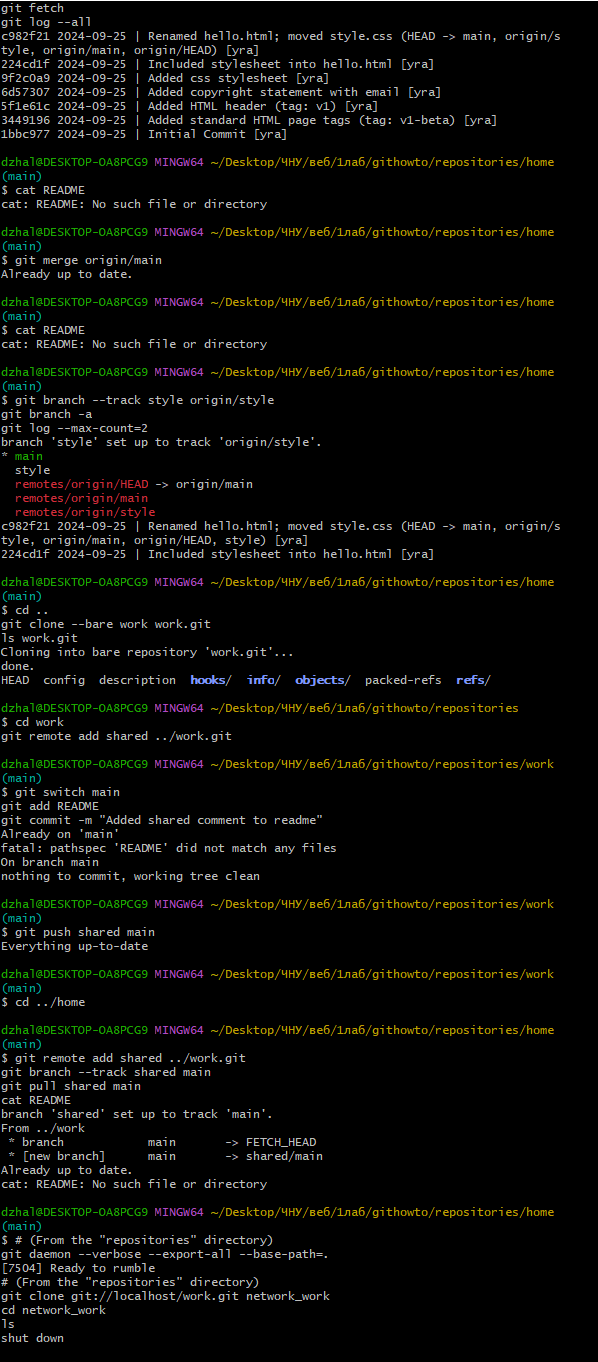 git fetch
git log --all
c982f21 2024-09-25 | Renamed hello.html; moved style.css (HEAD -> main, origin/s
tyle, origin/main, origin/HEAD) [yra]
224cd1f 2024-09-25 | Included stylesheet into hello.html [yra]
9f2c0a9 2024-09-25 | Added css stylesheet [yra]
6d57307 2024-09-25 | Added copyright statement with email [yra]
5f1e61c 2024-09-25 | Added HTML header (tag: v1) [yra]
3449196 2024-09-25 | Added standard HTML page tags (tag: v1-beta) [yra]
1bbc977 2024-09-25 | Initial Commit [yra]

dzhal@DESKTOP-OA8PCG9 MINGW64 ~/Desktop/ЧНУ/веб/1лаб/githowto/repositories/home
(main)
$ cat README
cat: README: No such file or directory

dzhal@DESKTOP-OA8PCG9 MINGW64 ~/Desktop/ЧНУ/веб/1лаб/githowto/repositories/home
(main)
$ git merge origin/main
Already up to date.

dzhal@DESKTOP-OA8PCG9 MINGW64 ~/Desktop/ЧНУ/веб/1лаб/githowto/repositories/home
(main)
$ cat README
cat: README: No such file or directory

dzhal@DESKTOP-OA8PCG9 MINGW64 ~/Desktop/ЧНУ/веб/1лаб/githowto/repositories/home
(main)
$ git branch --track style origin/style
git branch -a
git log --max-count=2
branch 'style' set up to track 'origin/style'.
* main
  style
  remotes/origin/HEAD -> origin/main
  remotes/origin/main
  remotes/origin/style
c982f21 2024-09-25 | Renamed hello.html; moved style.css (HEAD -> main, origin/s
tyle, origin/main, origin/HEAD, style) [yra]
224cd1f 2024-09-25 | Included stylesheet into hello.html [yra]

dzhal@DESKTOP-OA8PCG9 MINGW64 ~/Desktop/ЧНУ/веб/1лаб/githowto/repositories/home
(main)
$ cd ..
git clone --bare work work.git
ls work.git
Cloning into bare repository 'work.git'...
done.
HEAD  config  description  hooks/  info/  objects/  packed-refs  refs/

dzhal@DESKTOP-OA8PCG9 MINGW64 ~/Desktop/ЧНУ/веб/1лаб/githowto/repositories
$ cd work
git remote add shared ../work.git

dzhal@DESKTOP-OA8PCG9 MINGW64 ~/Desktop/ЧНУ/веб/1лаб/githowto/repositories/work
(main)
$ git switch main
git add README
git commit -m "Added shared comment to readme"
Already on 'main'
fatal: pathspec 'README' did not match any files
On branch main
nothing to commit, working tree clean

dzhal@DESKTOP-OA8PCG9 MINGW64 ~/Desktop/ЧНУ/веб/1лаб/githowto/repositories/work
(main)
$ git push shared main
Everything up-to-date

dzhal@DESKTOP-OA8PCG9 MINGW64 ~/Desktop/ЧНУ/веб/1лаб/githowto/repositories/work
(main)
$ cd ../home

dzhal@DESKTOP-OA8PCG9 MINGW64 ~/Desktop/ЧНУ/веб/1лаб/githowto/repositories/home
(main)
$ git remote add shared ../work.git
git branch --track shared main
git pull shared main
cat README
branch 'shared' set up to track 'main'.
From ../work
 * branch            main       -> FETCH_HEAD
 * [new branch]      main       -> shared/main
Already up to date.
cat: README: No such file or directory

dzhal@DESKTOP-OA8PCG9 MINGW64 ~/Desktop/ЧНУ/веб/1лаб/githowto/repositories/home
(main)
$ # (From the "repositories" directory)
git daemon --verbose --export-all --base-path=.
[7504] Ready to rumble
# (From the "repositories" directory)
git clone git://localhost/work.git network_work
cd network_work
ls
shut down